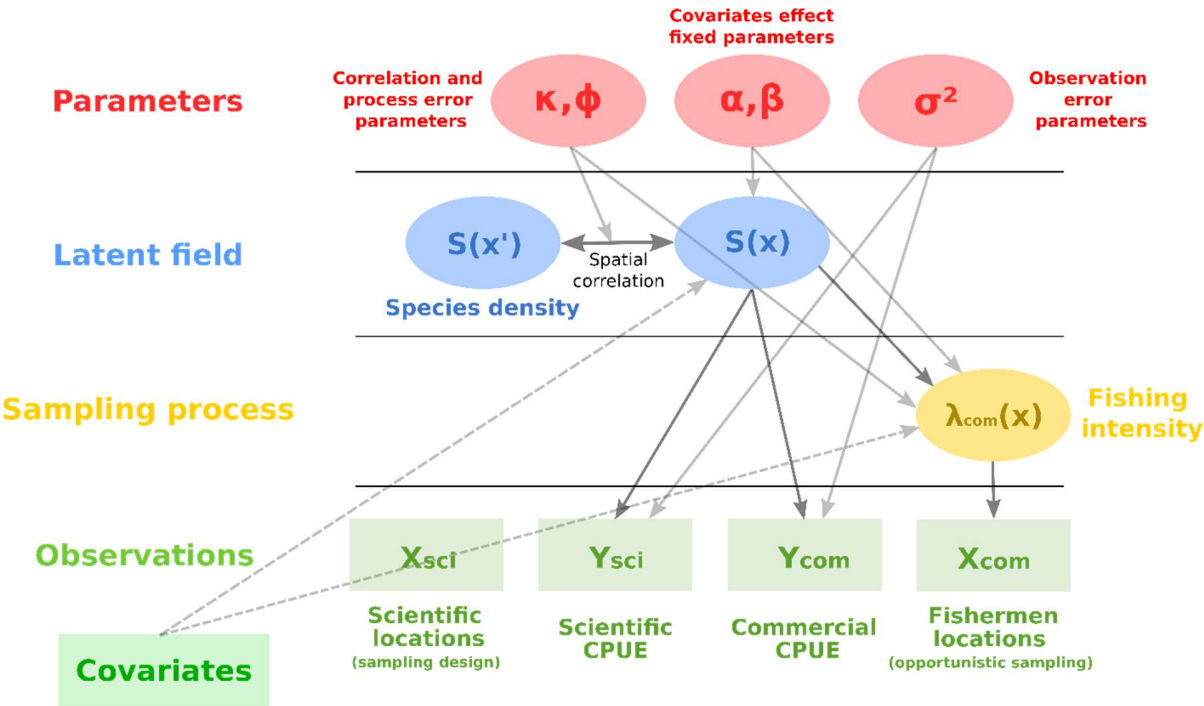 Covariates effect
fixed parameters
Parameters
Correlation and
process error
parameters
κ,ϕ
α,β
σ²
Observation
error
parameters
Latent field
S(x')
Spatial
correlation
S(x)
Species density
Sampling process
λcom(x)
Fishing
intensity
Observations
Xsci
Ysci
Ycom
Xcom
Scientific
locations
(sampling design)
Scientific
CPUE
Commercial
CPUE
Fishermen
locations
(opportunistic sampling)
Covariates